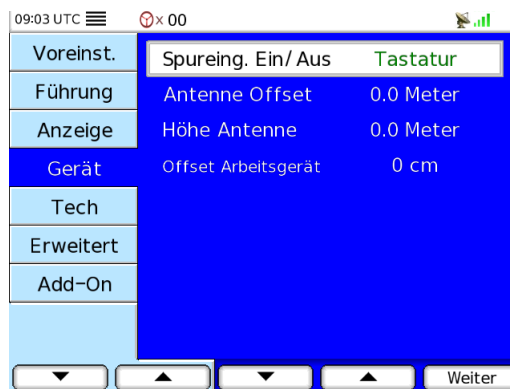 09:03 UTC × 00
Voreinst.
Führung
Anzeige
Gerät
Tech
Erweitert
Add-On
Spureing. Ein/Aus Tastatur
Antenne Offset 0.0 Meter
Höhe Antenne 0.0 Meter
Offset Arbeitsgerät 0 cm
Weiter